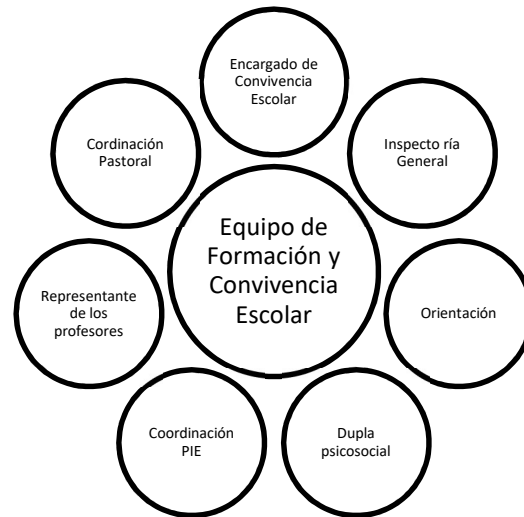 Encargado de
Convivencia
Escolar
Inspecto ría
General
Orientación
Dupla
psicosocial
Coordinación
PIE
Representante
de los
profesores
Cordinación
Pastoral
Equipo de
Formación y
Convivencia
Escolar